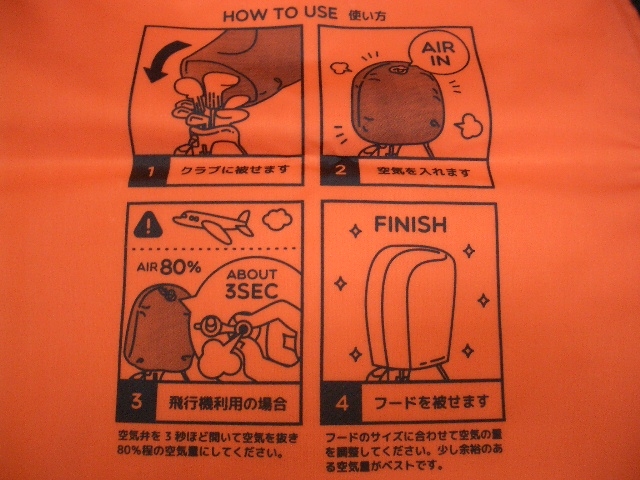 HOW TO USE 使い方
1 クラブに被せます
AIR
IN
2 空気を入れます
AIR 80%
ABOUT
3SEC
3 飛行機利用の場合
空気弁を3秒ほど開いて空気を抜き
80%程の空気量にしてください。
FINISH
4 フードを被せます
フードのサイズに合わせて空気の量
を調整してください。少し余裕のあ
る空気量がベストです。